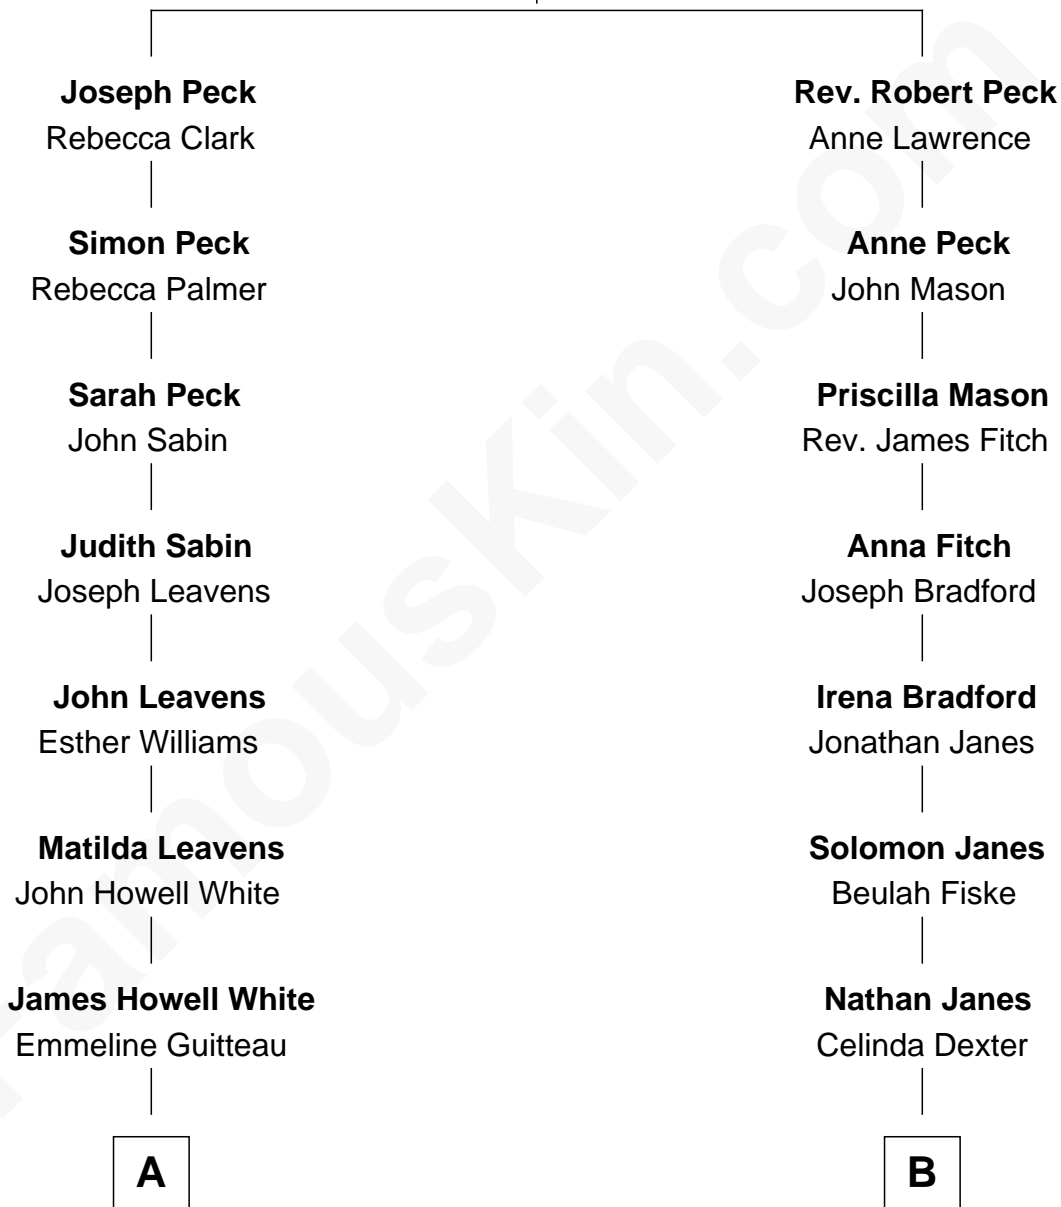 Joseph Peck
Rebecca Clark
Simon Peck
Rebecca Palmer
Sarah Peck
John Sabin
Judith Sabin
Joseph Leavens
John Leavens
Esther Williams
Matilda Leavens
John Howell White
James Howell White
Emmeline Guitteau
A
Rev. Robert Peck
Anne Lawrence
Anne Peck
John Mason
Priscilla Mason
Rev. James Fitch
Anna Fitch
Joseph Bradford
Irena Bradford
Jonathan Janes
Solomon Janes
Beulah Fiske
Nathan Janes
Celinda Dexter
B
FamousKin.com